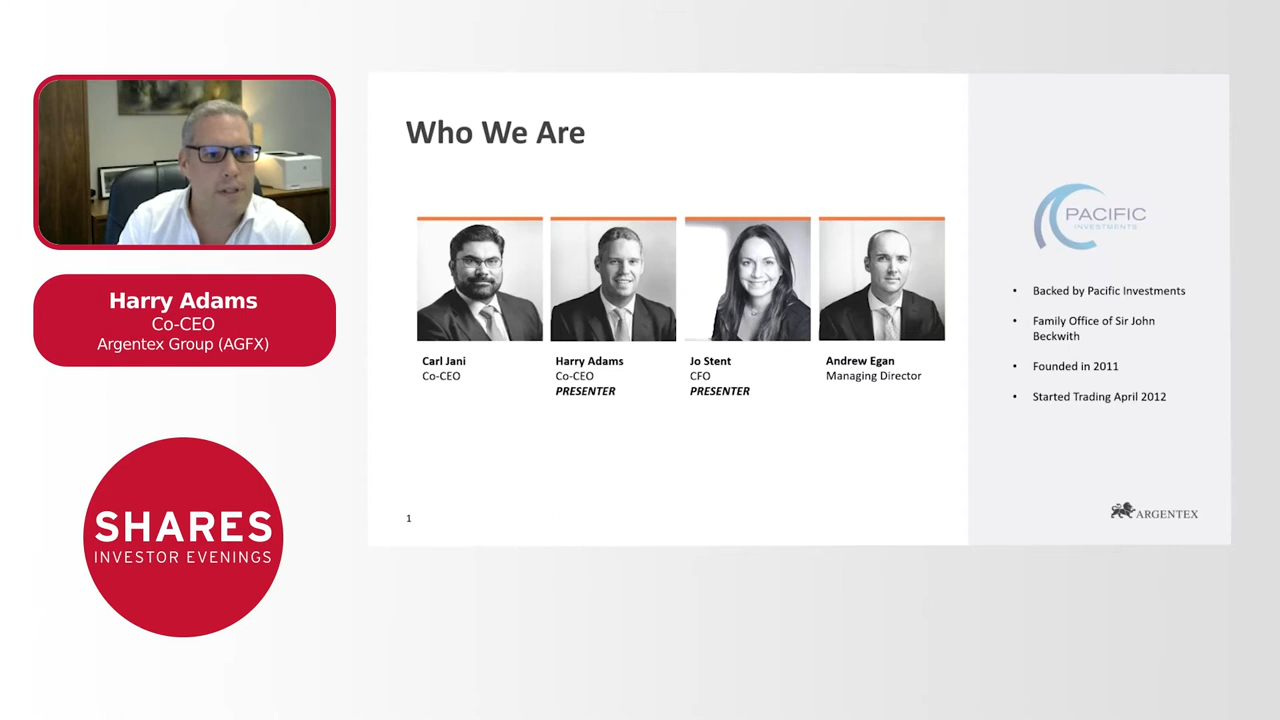 Harry Adams
Co-CEO
Argentex Group (AGFX)
SHARES
INVESTOR EVENINGS
Who We Are
Carl Jani
Co-CEO
Harry Adams
Co-CEO
PRESENTER
Jo Stent
CFO
PRESENTER
Andrew Egan
Managing Director
1
PACIFIC
INVESTMENTS
• Backed by Pacific Investments
• Family Office of Sir John
Beckwith
• Founded in 2011
• Started Trading April 2012
ARGENTEX